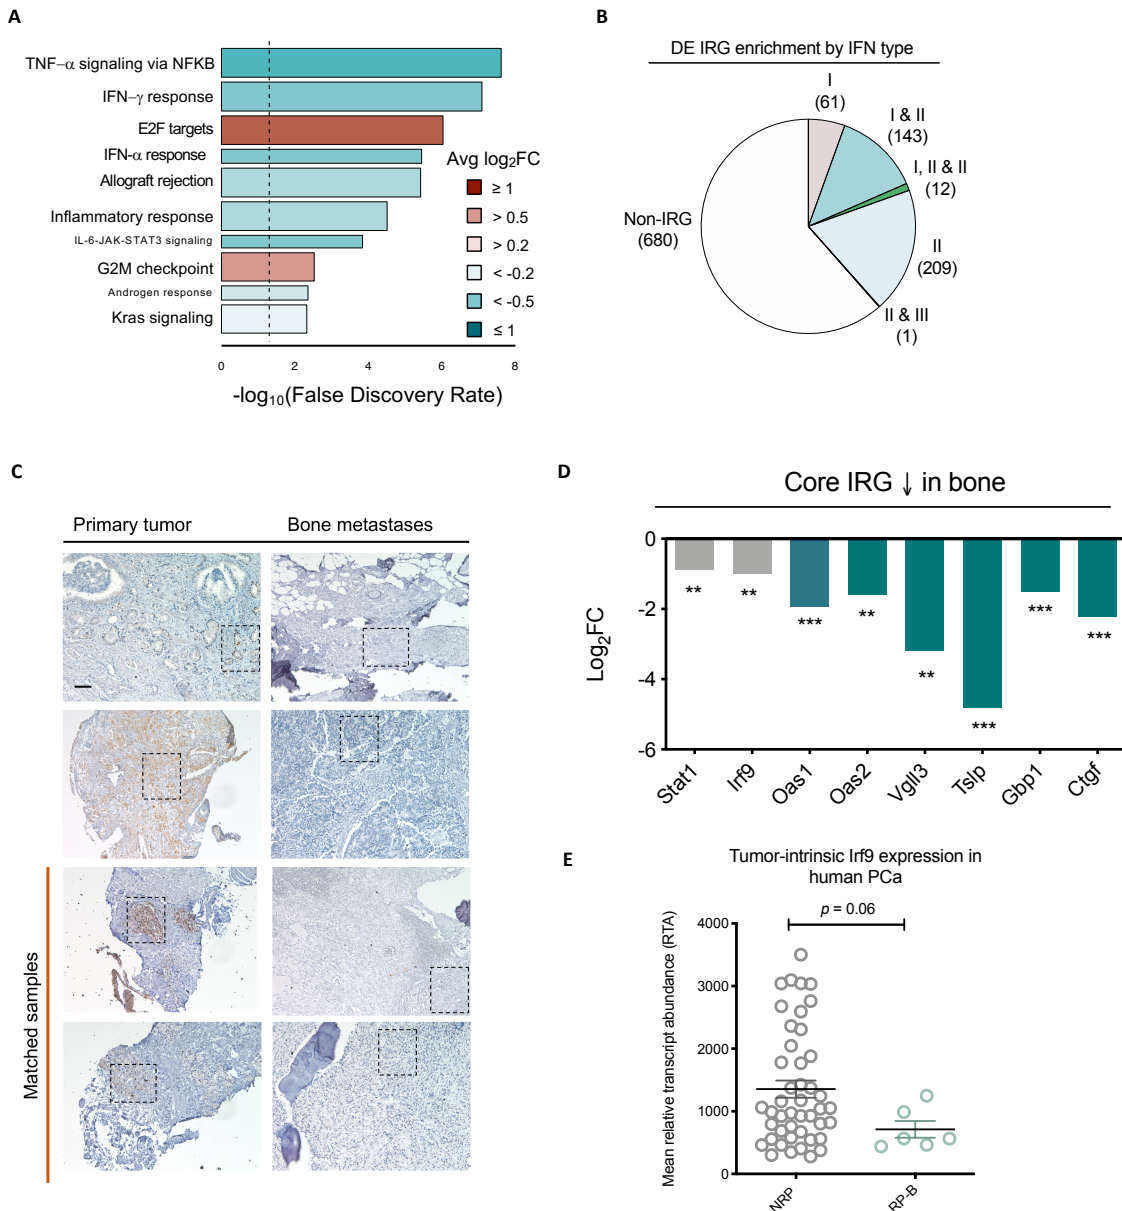 A
TNF−α signaling via NFKB
IFN−γ response
E2F targets
IFN-α response
Allograft rejection
Inflammatory response
IL-6-JAK-STAT3 signaling
G2M checkpoint
Androgen response
Kras signaling
0 2 4 6 8
-log10(False Discovery Rate)
Avg log2FC
≥ 1
> 0.5
> 0.2
< -0.2
< -0.5
≤ 1
B
DE IRG enrichment by IFN type
I
(61)
I & II
(143)
I, II & II
(12)
II
(209)
II & III
(1)
Non-IRG
(680)
C
Primary tumor Bone metastases
Matched samples
D
Core IRG ↓ in bone
Log2FC
0
-2
-4
-6
** ** *** ** ** *** *** ***
Stat1 Irf9 Oas1 Oas2 Vgll3 Tslp Gbp1 Ctgf
E
Tumor-intrinsic Irf9 expression in
human PCa
p = 0.06
Mean relative transcript abundance (RTA)
4000
3000
2000
1000
0
NRP RP-B